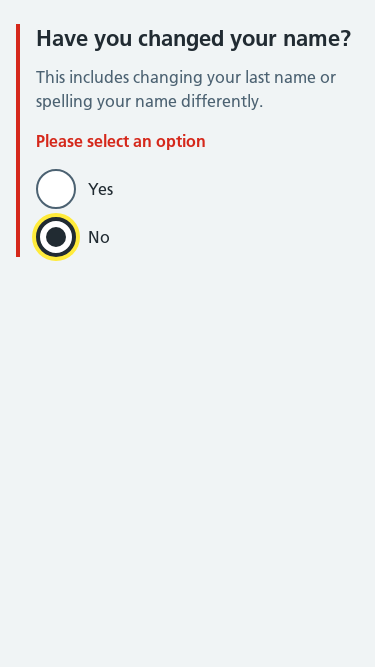 Have you changed your name?
This includes changing your last name or
spelling your name differently.
Please select an option
Yes
No